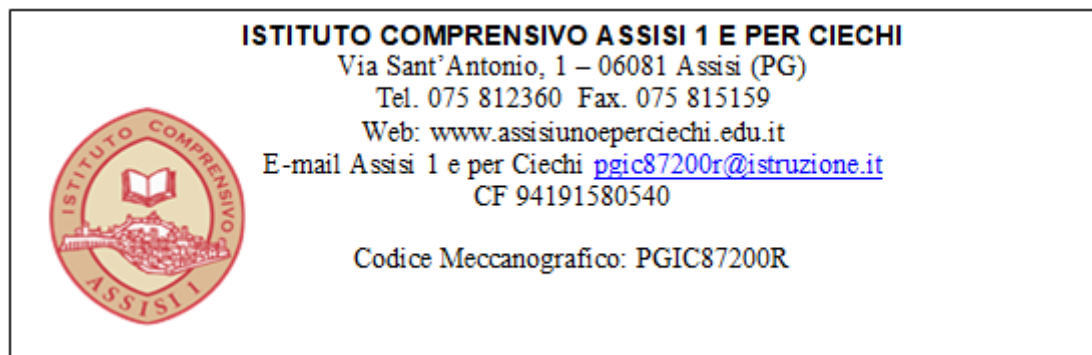 ISTITUTO COMPRENSIVO ASSISI 1 E PER CIECHI
Via Sant’Antonio, 1 – 06081 Assisi (PG)
Tel. 075 812360 Fax. 075 815159
Web: www.assisiunoeperciechi.edu.it
E-mail Assisi 1 e per Ciechi pgic87200r@istruzione.it
CF 94191580540
Codice Meccanografico: PGIC87200R
ISTITUTO COMPRENSIVO
ASSISI 1